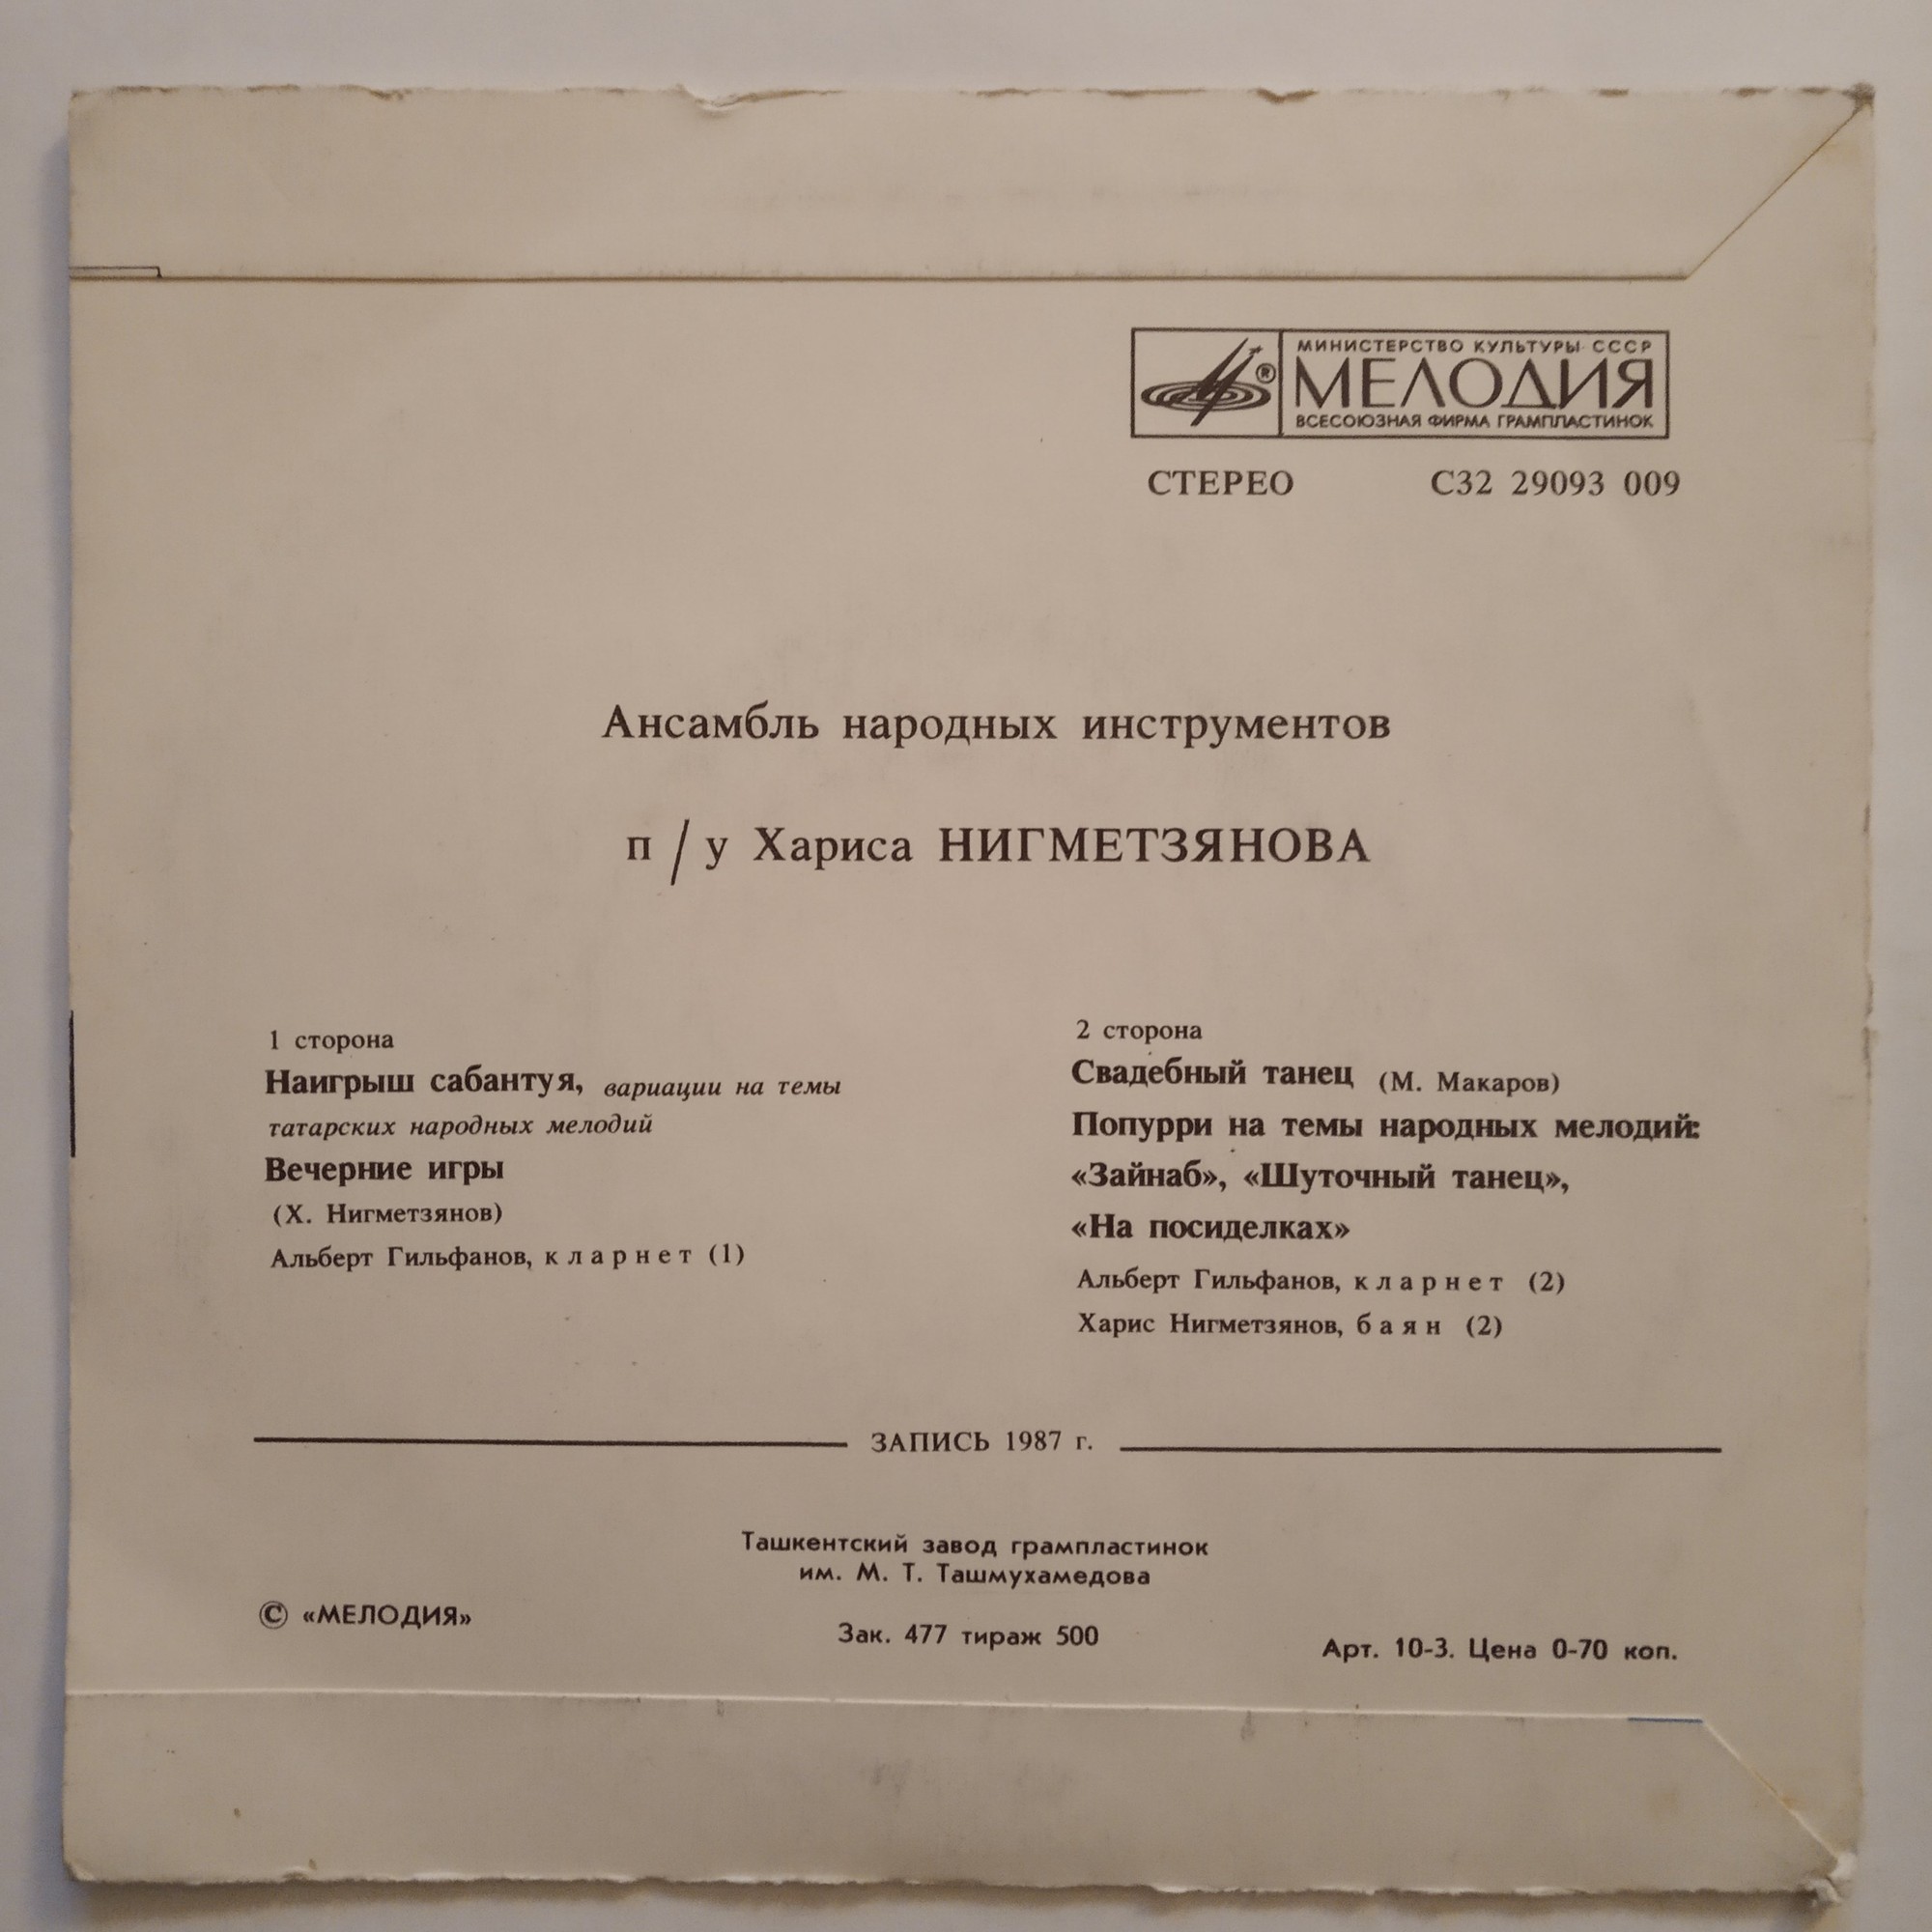 МИНИСТЕРСТВО КУЛЬТУРЫ СССР
МЕЛОДИЯ
ВСЕСОЮЗНАЯ ФИРМА ГРАМПЛАСТИНОК
СТЕРЕО С32 29093 009
Ансамбль народных инструментов
п / у Хариса НИГМЕТЗЯНОВА
1 сторона
Наигрыш сабантуя, вариации на темы
татарских народных мелодий
Вечерние игры
(Х. Нигметзянов)
Альберт Гильфанов, кларнет (1)
2 сторона
Свадебный танец (М. Макаров)
Попурри на темы народных мелодий:
«Зайнаб», «Шуточный танец»,
«На посиделках»
Альберт Гильфанов, кларнет (2)
Харис Нигметзянов, баян (2)
ЗАПИСЬ 1987 г.
Ташкентский завод грампластинок
им. М. Т. Ташмухамедова
© «МЕЛОДИЯ»
Зак. 477 тираж 500
Арт. 10-3. Цена 0-70 коп.